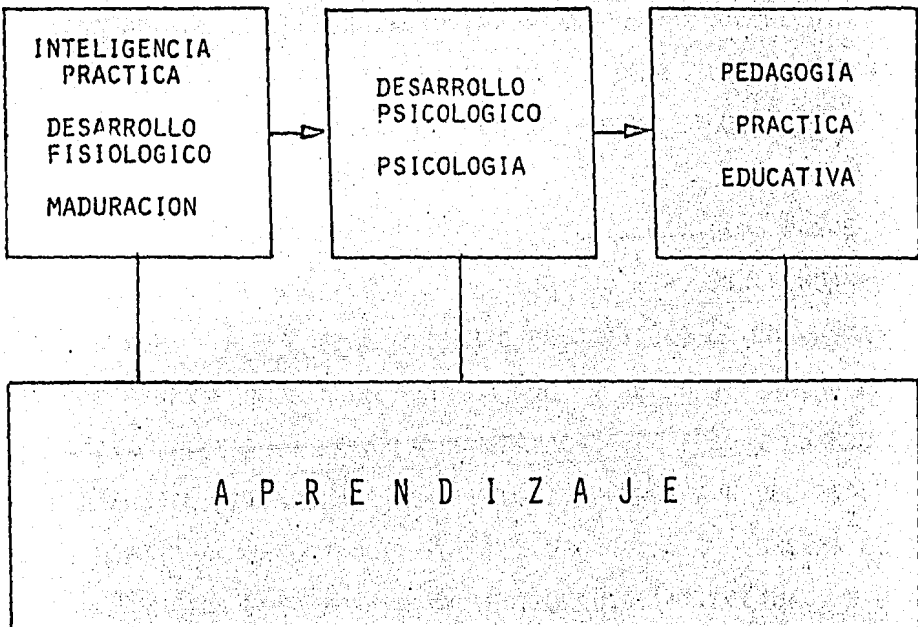 INTELIGENCIA
PRACTICA
DESARROLLO
FISIOLOGICO
MADURACION
DESARROLLO
PSICOLOGICO
PSICOLOGIA
PEDAGOGIA
PRACTICA
EDUCATIVA
A P R E N D I Z A J E